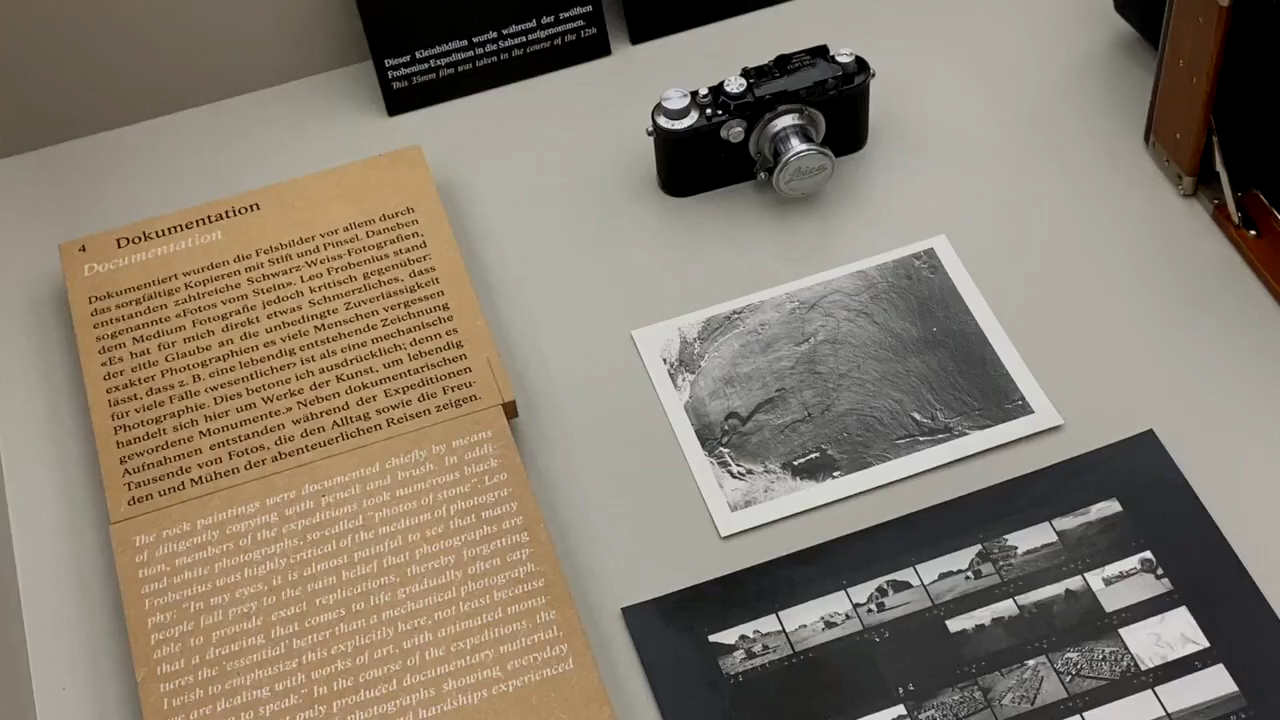 Dieser Kleinbildfilm wurde während der zwölften
Frobenius-Expedition in die Sahara aufgenommen.
This 35mm film was taken in the course of the 12th
Leica
4 Dokumentation
Documentation
Dokumentiert wurden die Felsbilder vor allem durch
das sorgfältige Kopieren mit Stift und Pinsel. Daneben
entstanden zahlreiche Schwarz-Weiss-Fotografien,
sogenannte «Fotos vom Stein». Leo Frobenius stand
dem Medium Fotografie jedoch kritisch gegenüber:
«Es hat für mich direkt etwas Schmerzliches, dass
der eitle Glaube an die unbedingte Zuverlässigkeit
exakter Photographien es viele Menschen vergessen
lässt, dass z. B. eine lebendig entstehende Zeichnung
für viele Fälle ‹wesentlicher› ist als eine mechanische
Photographie. Dies betone ich ausdrücklich; denn es
handelt sich hier um Werke der Kunst, um lebendig
gewordene Monumente.» Neben dokumentarischen
Aufnahmen entstanden während der Expeditionen
Tausende von Fotos, die den Alltag sowie die Freu-
den und Mühen der abenteuerlichen Reisen zeigen.
The rock paintings were documented chiefly by means
of diligently copying with pencil and brush. In addi-
tion, members of the expeditions took numerous black-
and-white photographs, so-called "photos of stone". Leo
Frobenius was highly critical of the medium of photogra-
phy: "In my eyes, it is almost painful to see that many
people fall prey to the vain belief that photographs are
able to provide exact replications, thereby forgetting
that a drawing that comes to life gradually often cap-
tures the 'essential' better than a mechanical photograph.
I wish to emphasize this explicitly here, not least because
we are dealing with works of art, with animated monu-
to speak." In the course of the expeditions, the
not only produced documentary material,
photographs showing everyday
and hardships experienced